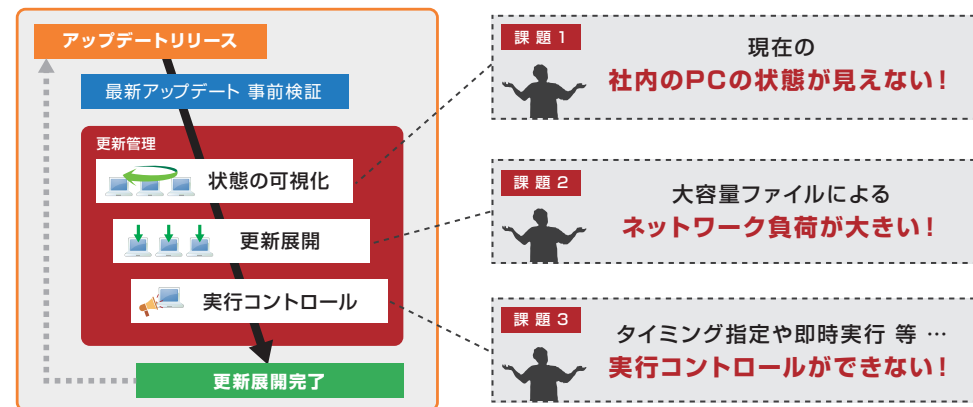 アップデートリリース
最新アップデート 事前検証
更新管理
状態の可視化
更新展開
実行コントロール
更新展開完了
課題1
現在の
社内のPCの状態が見えない!
課題2
大容量ファイルによる
ネットワーク負荷が大きい!
課題3
タイミング指定や即時実行 等 …
実行コントロールができない!